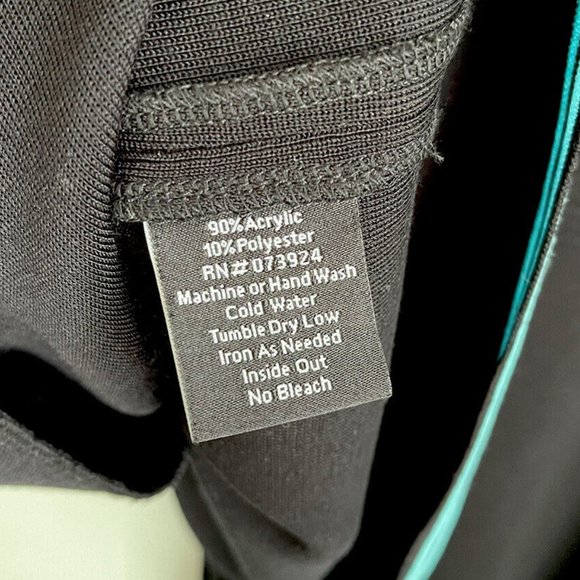 90% Acrylic
10% Polyester
RN# 073924
Machine or Hand Wash
Cold Water
Tumble Dry Low
Iron As Needed
Inside Out
No Bleach